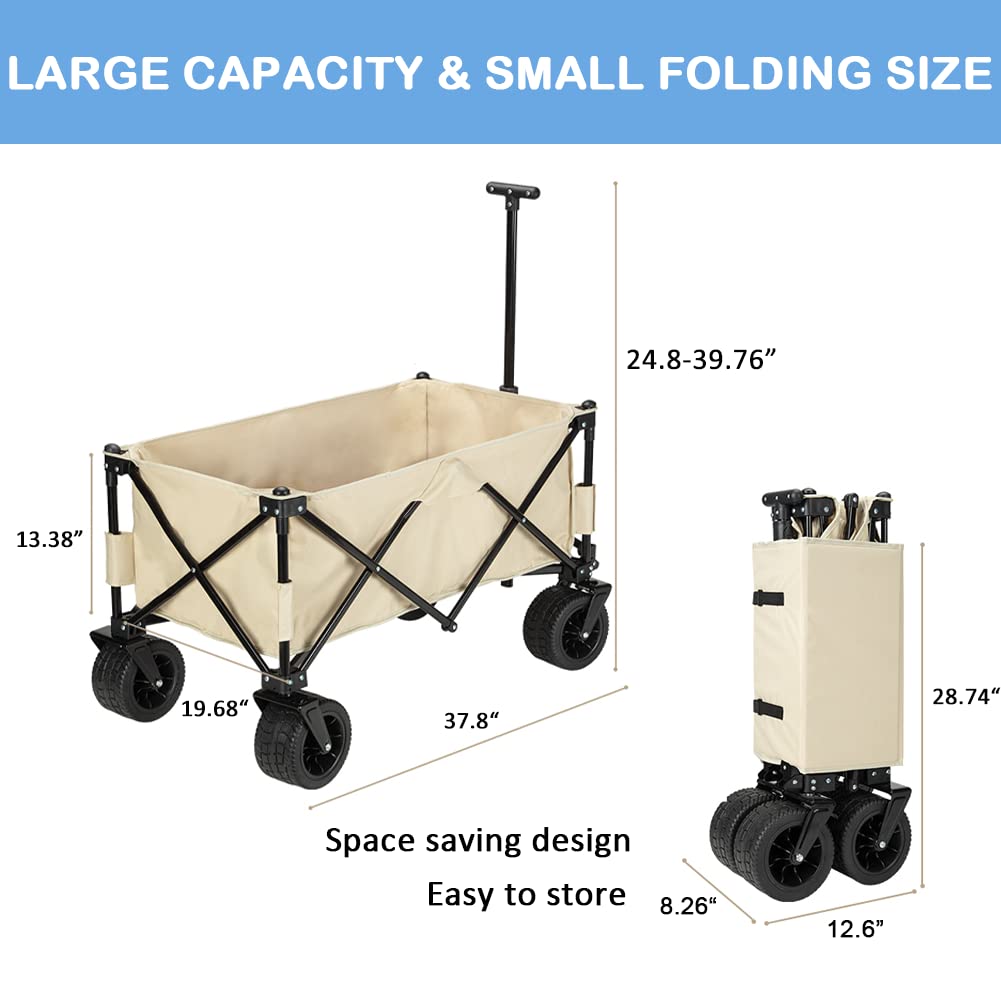 LARGE CAPACITY & SMALL FOLDING SIZE
24.8-39.76”
13.38”
19.68“
37.8“
28.74“
Space saving design
Easy to store
8.26“
12.6”